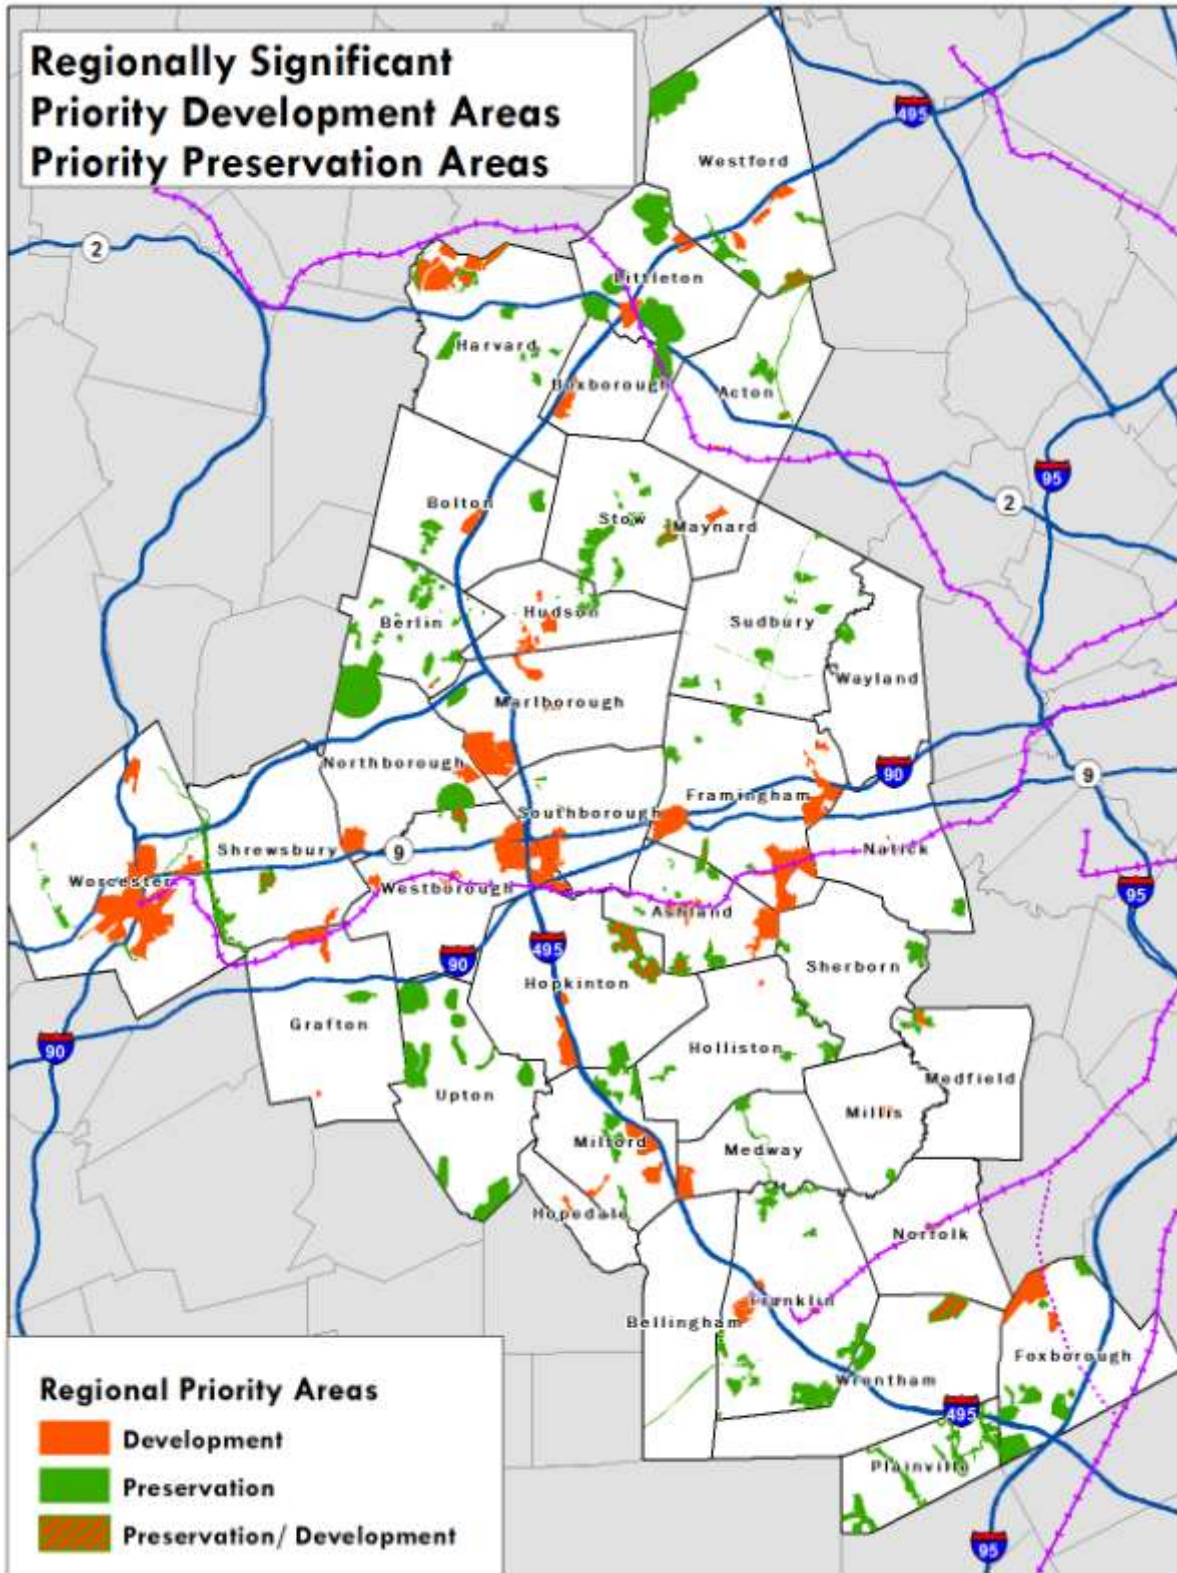 Regionally Significant
Priority Development Areas
Priority Preservation Areas
495
Westford
2
Littleton
Harvard
Boxborough
Acton
95
2
Bolton
Stow
Maynard
Hudson
Berlin
Sudbury
Wayland
Marlborough
Northborough
90
9
Framingham
Southborough
Shrewsbury
9
Natick
Worcester
Westborough
95
Ashland
495
90
Sherborn
Hopkinton
Grafton
90
Holliston
Medfield
Upton
Millis
Milford
Medway
Hopedale
Norfolk
Franklin
Bellingham
Foxborough
Wrentham
495
Plainville
95
Regional Priority Areas
Development
Preservation
Preservation/ Development